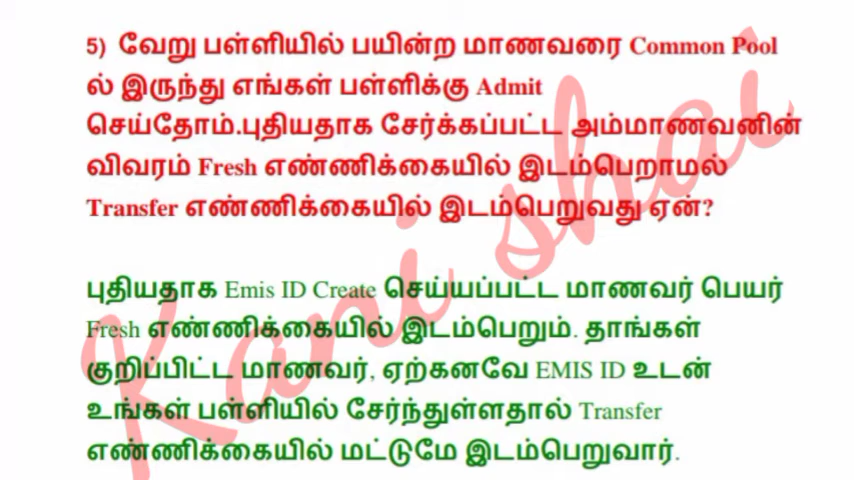 5) வேறு பள்ளியில் பயின்ற மாணவரை Common Pool
ல் இருந்து எங்கள் பள்ளிக்கு Admit
செய்தோம்.புதியதாக சேர்க்கப்பட்ட அம்மாணவனின்
விவரம் Fresh எண்ணிக்கையில் இடம்பெறாமல்
Transfer எண்ணிக்கையில் இடம்பெறுவது ஏன்?
புதியதாக Emis ID Create செய்யப்பட்ட மாணவர் பெயர்
Fresh எண்ணிக்கையில் இடம்பெறும். தாங்கள்
குறிப்பிட்ட மாணவர், ஏற்கனவே EMIS ID உடன்
உங்கள் பள்ளியில் சேர்ந்துள்ளதால் Transfer
எண்ணிக்கையில் மட்டுமே இடம்பெறுவார்.
Kani shai